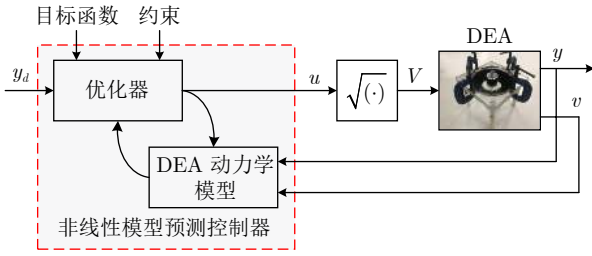 目标函数 约束 DEA
y_d 优化器 u √(·) V y
v
DEA 动力学
模型
非线性模型预测控制器